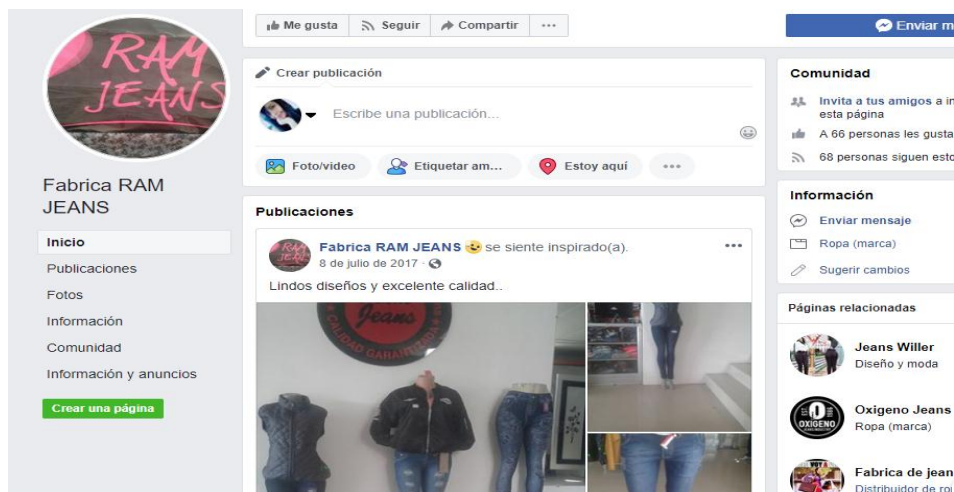 RAM
JEANS
Fabrica RAM
JEANS
Inicio
Publicaciones
Fotos
Información
Comunidad
Información y anuncios
Crear una página
Me gusta
Seguir
Compartir
Crear publicación
Escribe una publicación...
Foto/video
Etiquetar am...
Estoy aquí
Publicaciones
Fabrica RAM JEANS se siente inspirado(a).
8 de julio de 2017
Lindos diseños y excelente calidad..
Jeans
CALIDAD GARANTIZADA
Enviar m
Comunidad
Invita a tus amigos a in
esta página
A 66 personas les gusta
68 personas siguen esto
Información
Enviar mensaje
Ropa (marca)
Sugerir cambios
Páginas relacionadas
Jeans Willer
Diseño y moda
OXIGENO
Oxigeno Jeans
Ropa (marca)
Fabrica de jean
Distribuidor de ro